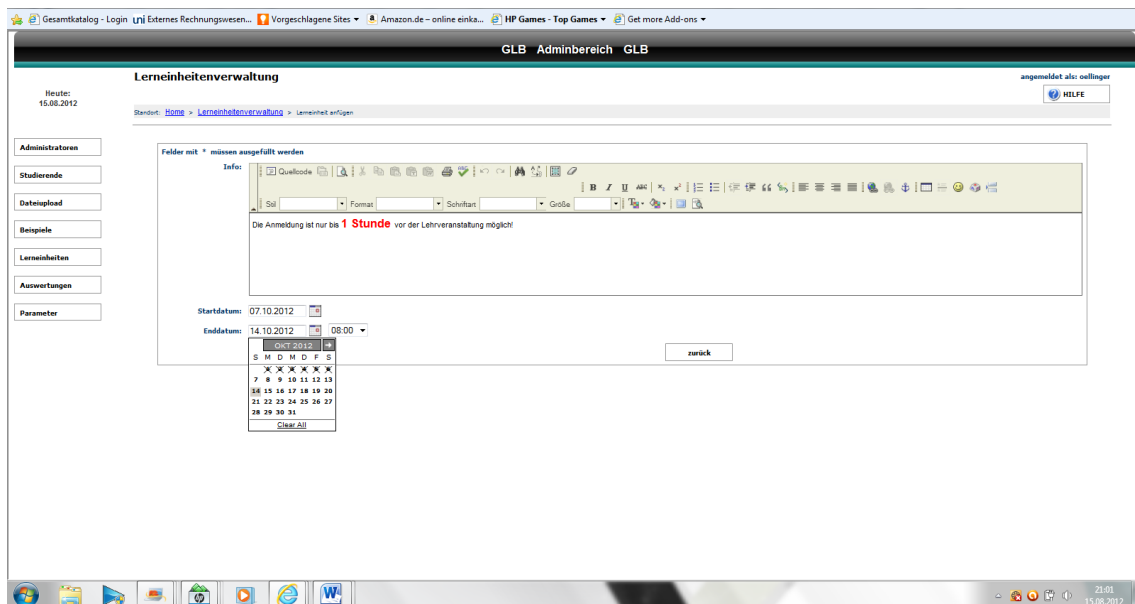 Gesamtkatalog - Login uni Externes Rechnungswesen... Vorgeschlagene Sites Amazon.de – online einka... HP Games - Top Games Get more Add-ons
GLB Adminbereich GLB
Lerneinheitenverwaltung
angemeldet als: oellinger
Heute:
15.08.2012
HILFE
Standort: Home > Lerneinheitenverwaltung > Lerneinheit anfügen
Administratoren
Studierende
Dateiupload
Beispiele
Lerneinheiten
Auswertungen
Parameter
Felder mit * müssen ausgefüllt werden
Info:
Quellcode
B I U ABC
Stil Format Schriftart Größe
Die Anmeldung ist nur bis 1 Stunde vor der Lehrveranstaltung möglich!
Startdatum: 07.10.2012
Enddatum: 14.10.2012 08:00
OKT 2012
S M D M D F S
7 8 9 10 11 12 13
14 15 16 17 18 19 20
21 22 23 24 25 26 27
28 29 30 31
Clear All
zurück
21:01
15.08.2012